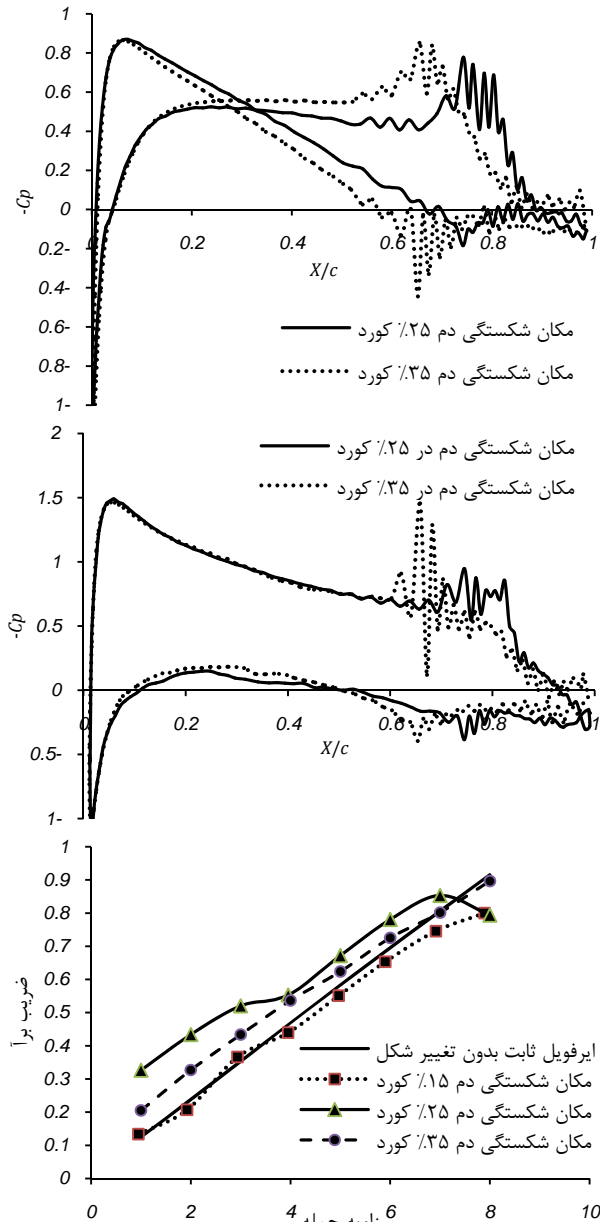 1
0.8
0.6
0.4
0.2
0
0.2-
0.4-
0.6-
0.8-
1-
-Cp
0 0.2 0.4 0.6 0.8 1
X/c
مکان شکستگی دم ۲۵٪ کورد
مکان شکستگی دم ۳۵٪ کورد
2
1.5
1
0.5
0
0.5-
1-
-Cp
0 0.2 0.4 0.6 0.8 1
X/c
مکان شکستگی دم در ۲۵٪ کورد
مکان شکستگی دم در ۳۵٪ کورد
1
0.9
0.8
0.7
0.6
0.5
0.4
0.3
0.2
0.1
0
ضریب برآ
ایرفویل ثابت بدون تغییر شکل
مکان شکستگی دم ۱۵٪ کورد
مکان شکستگی دم ۲۵٪ کورد
مکان شکستگی دم ۳۵٪ کورد
0 2 4 6 8 10